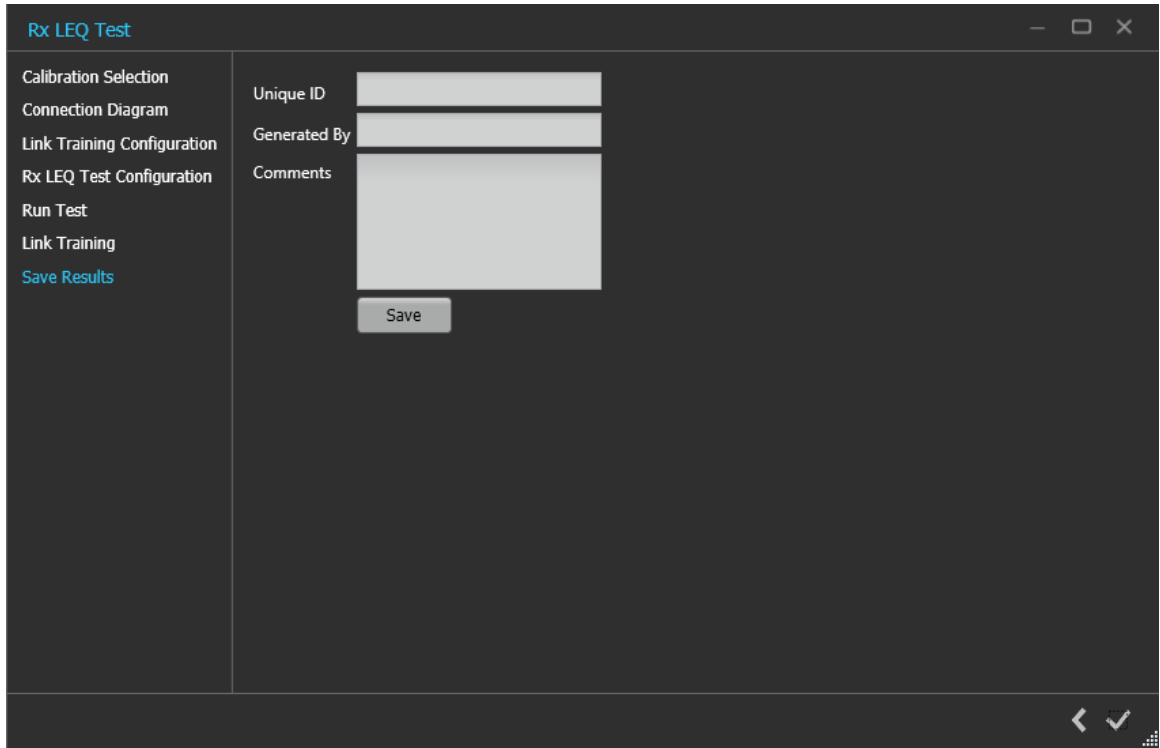 Rx LEQ Test
Calibration Selection
Connection Diagram
Link Training Configuration
Rx LEQ Test Configuration
Run Test
Link Training
Save Results
Unique ID
Generated By
Comments
Save